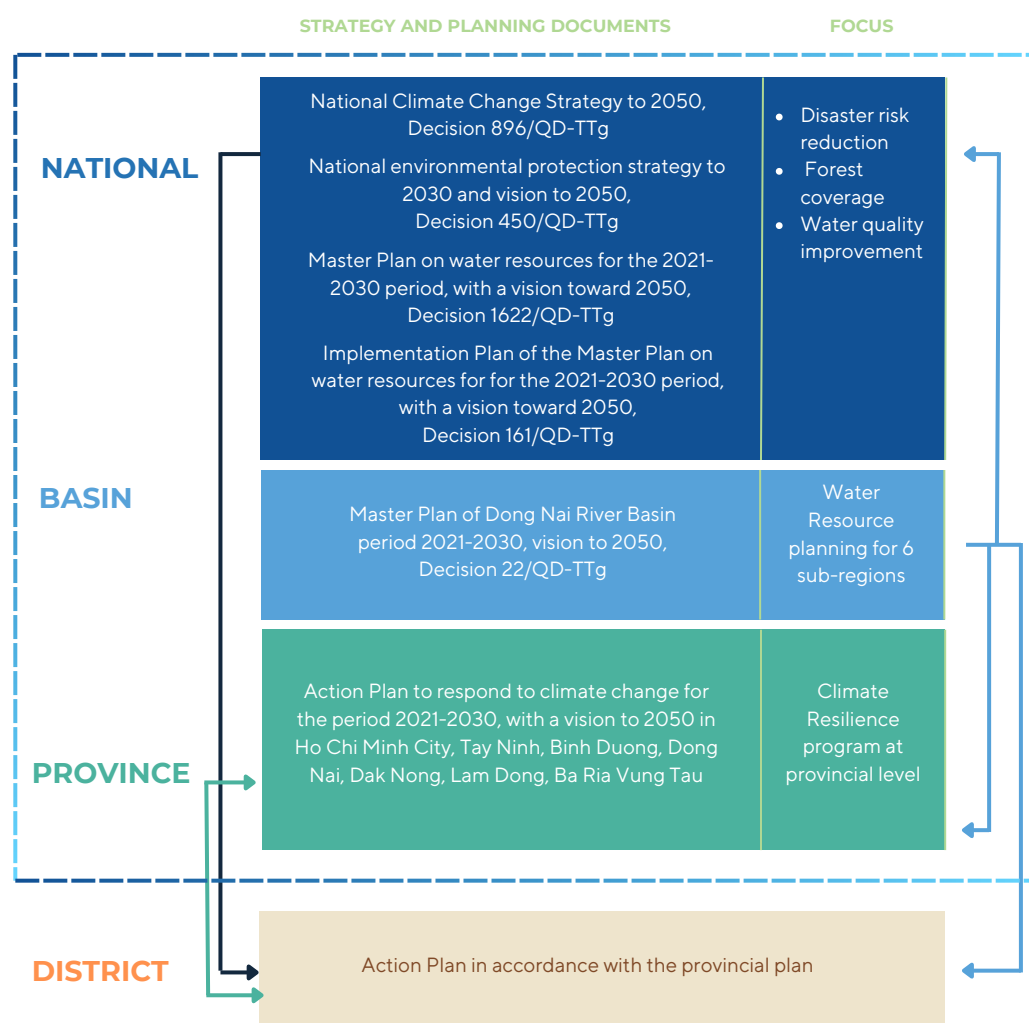 STRATEGY AND PLANNING DOCUMENTS
FOCUS
NATIONAL
National Climate Change Strategy to 2050,
Decision 896/QD-TTg
National environmental protection strategy to
2030 and vision to 2050,
Decision 450/QD-TTg
Master Plan on water resources for the 2021-
2030 period, with a vision toward 2050,
Decision 1622/QD-TTg
Implementation Plan of the Master Plan on
water resources for for the 2021-2030 period,
with a vision toward 2050,
Decision 161/QD-TTg
• Disaster risk
reduction
• Forest
coverage
• Water quality
improvement
BASIN
Master Plan of Dong Nai River Basin
period 2021-2030, vision to 2050,
Decision 22/QD-TTg
Water
Resource
planning for 6
sub-regions
PROVINCE
Action Plan to respond to climate change for
the period 2021-2030, with a vision to 2050 in
Ho Chi Minh City, Tay Ninh, Binh Duong, Dong
Nai, Dak Nong, Lam Dong, Ba Ria Vung Tau
Climate
Resilience
program at
provincial level
DISTRICT
Action Plan in accordance with the provincial plan